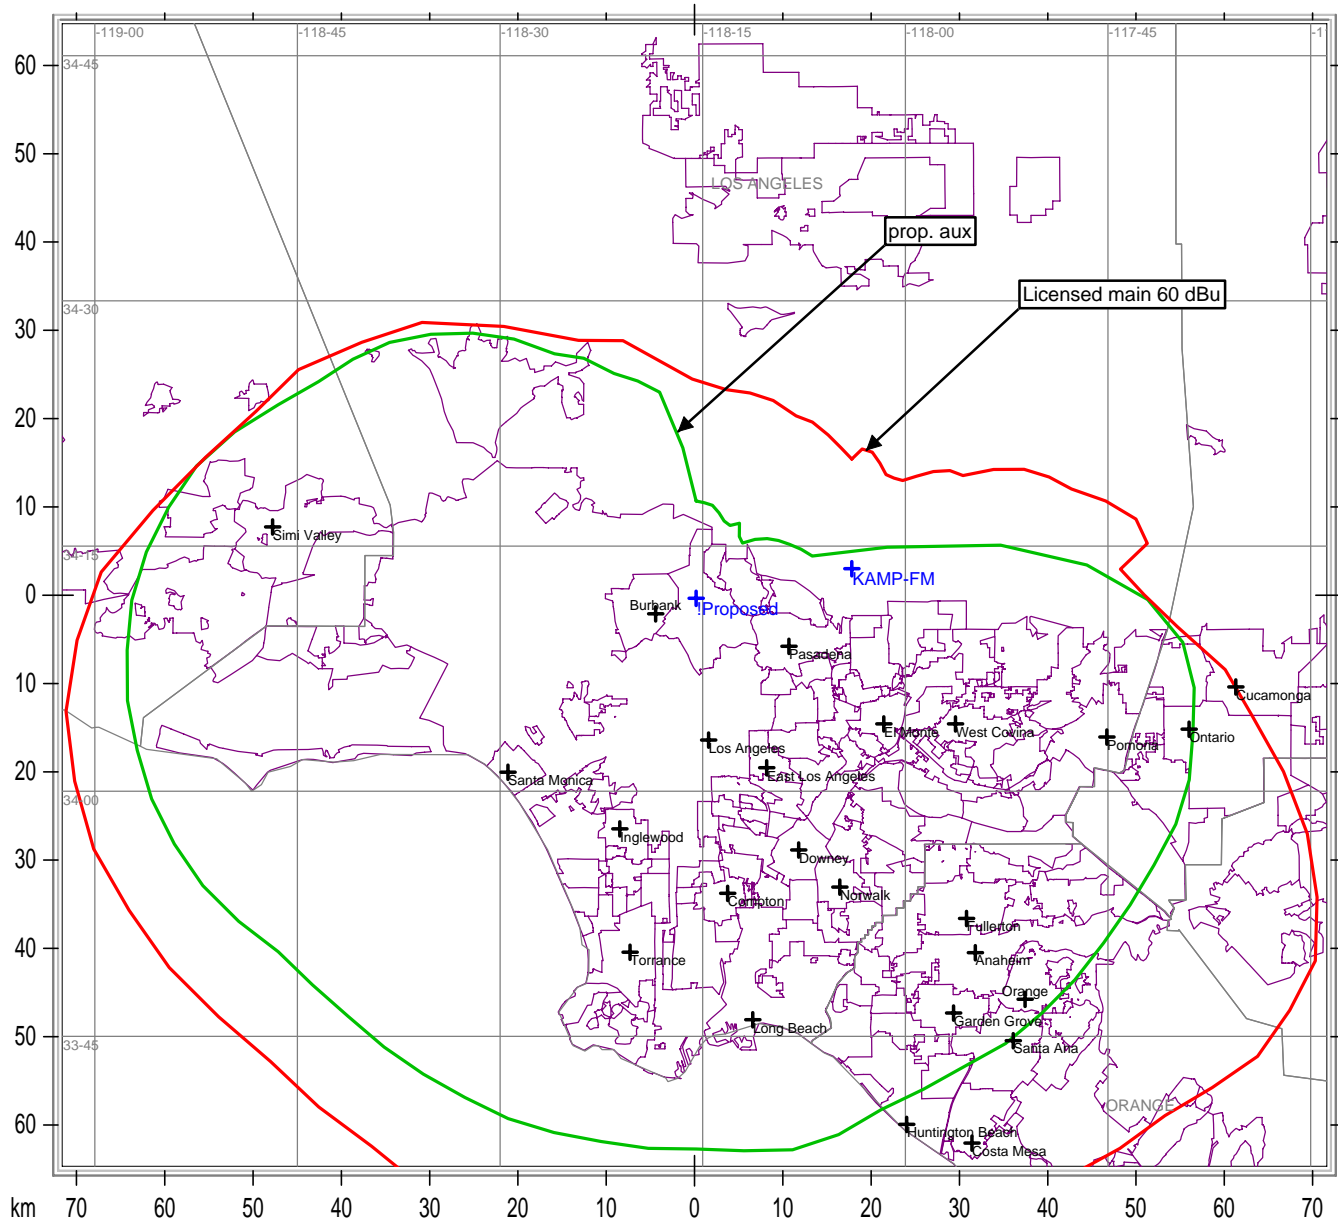 -119-00
-118-45
-118-30
-118-15
-118-00
-117-45
-1
60
34-45
50
LOS ANGELES
40
prop. aux
Licensed main 60 dBu
34-30
30
20
10
Simi Valley
34-15
KAMP-FM
0
Burbank
!Proposed
Pasadena
10
Cucamonga
El Monte
West Covina
Ontario
Los Angeles
Pomona
20
Santa Monica
East Los Angeles
34-00
Inglewood
30
Downey
Compton
Norwalk
Fullerton
40
Torrance
Anaheim
Orange
Garden Grove
Long Beach
50
33-45
Santa Ana
ORANGE
60
Huntington Beach
Costa Mesa
km
70
60
50
40
30
20
10
0
10
20
30
40
50
60
70